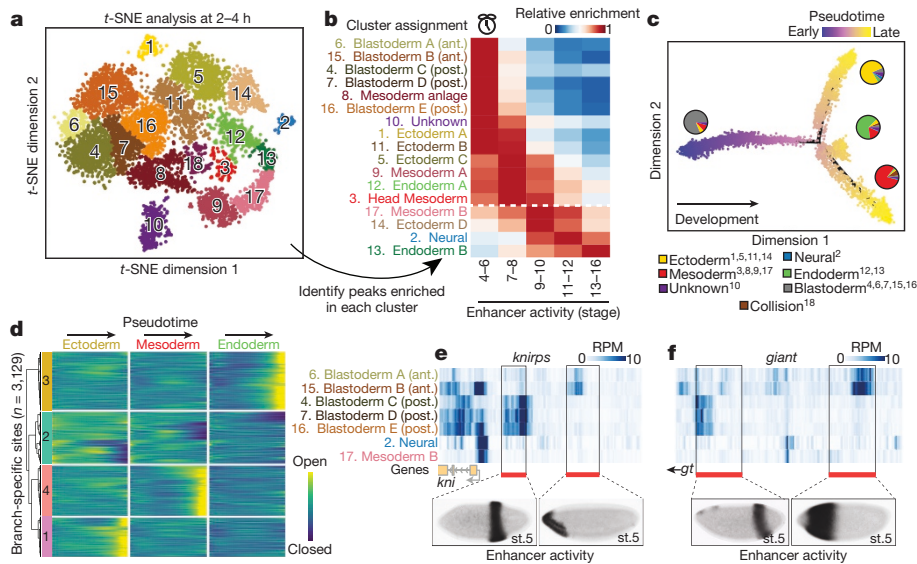 a
t-SNE analysis at 2–4 h
t-SNE dimension 2
1
5
15
14
11
6
16
2
12
4
7
18
13
3
8
17
9
10
t-SNE dimension 1
Identify peaks enriched
in each cluster
b
Relative enrichment
0 1
Cluster assignment
6. Blastoderm A (ant.)
15. Blastoderm B (ant.)
4. Blastoderm C (post.)
7. Blastoderm D (post.)
8. Mesoderm anlage
16. Blastoderm E (post.)
10. Unknown
1. Ectoderm A
11. Ectoderm B
5. Ectoderm C
9. Mesoderm A
12. Endoderm A
3. Head Mesoderm
17. Mesoderm B
14. Ectoderm D
2. Neural
13. Endoderm B
4–6
7–8
9–10
11–12
13–16
Enhancer activity (stage)
c
Pseudotime
Early Late
Dimension 2
Development
Dimension 1
Ectoderm1,5,11,14
Neural2
Mesoderm3,8,9,17
Endoderm12,13
Unknown10
Blastoderm4,6,7,15,16
Collision18
d
Pseudotime
Ectoderm Mesoderm Endoderm
Branch-specific sites (n = 3,129)
3
2
4
1
Open
Closed
e
knirps
RPM
0 10
6. Blastoderm A (ant.)
15. Blastoderm B (ant.)
4. Blastoderm C (post.)
7. Blastoderm D (post.)
16. Blastoderm E (post.)
2. Neural
17. Mesoderm B
Genes
kni
st.5
st.5
Enhancer activity
f
giant
RPM
0 10
gt
st.5
st.5
Enhancer activity